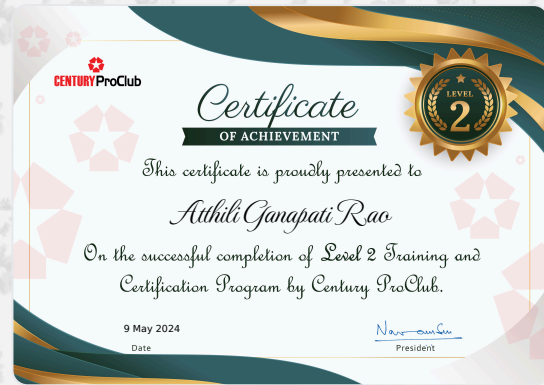 CENTURY ProClub
Certificate
OF ACHIEVEMENT
LEVEL
2
This certificate is proudly presented to
Atthili Ganapati Rao
On the successful completion of Level 2 Training and
Certification Program by Century ProClub.
9 May 2024
Date
President